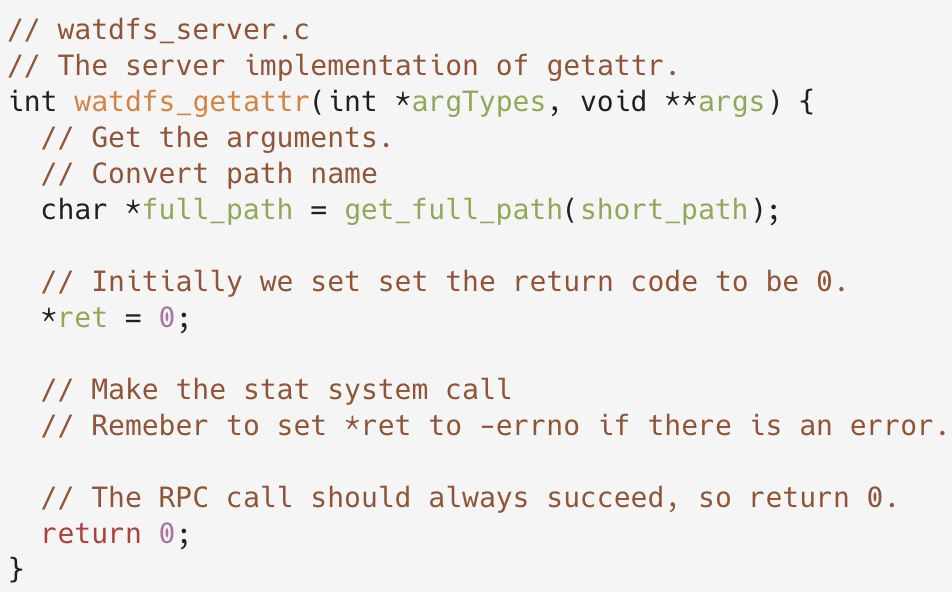 // watdfs_server.c
// The server implementation of getattr.
int watdfs_getattr(int *argTypes, void **args) {
  // Get the arguments.
  // Convert path name
  char *full_path = get_full_path(short_path);

  // Initially we set set the return code to be 0.
  *ret = 0;

  // Make the stat system call
  // Remeber to set *ret to -errno if there is an error.

  // The RPC call should always succeed, so return 0.
  return 0;
}